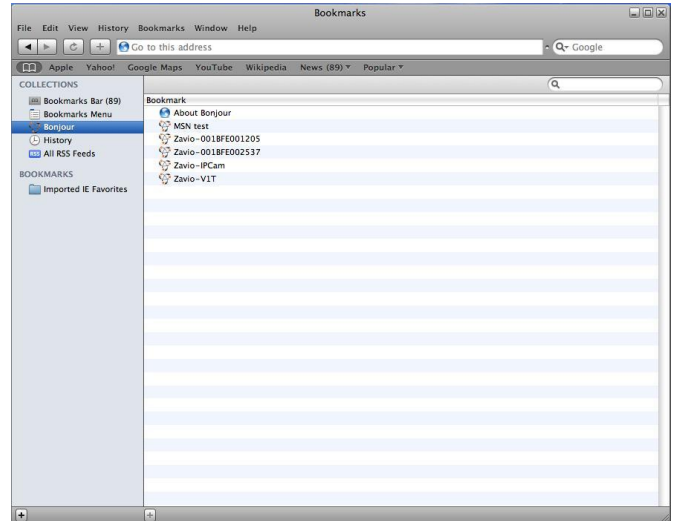 Bookmarks
File Edit View History Bookmarks Window Help
Go to this address
Google
Apple Yahoo! Google Maps YouTube Wikipedia News (89) Popular
COLLECTIONS
Bookmarks Bar (89)
Bookmarks Menu
Bonjour
History
RSS All RSS Feeds
BOOKMARKS
Imported IE Favorites
Bookmark
About Bonjour
MSN test
Zavio-001BFE001205
Zavio-001BFE002537
Zavio-IPCam
Zavio-V1T